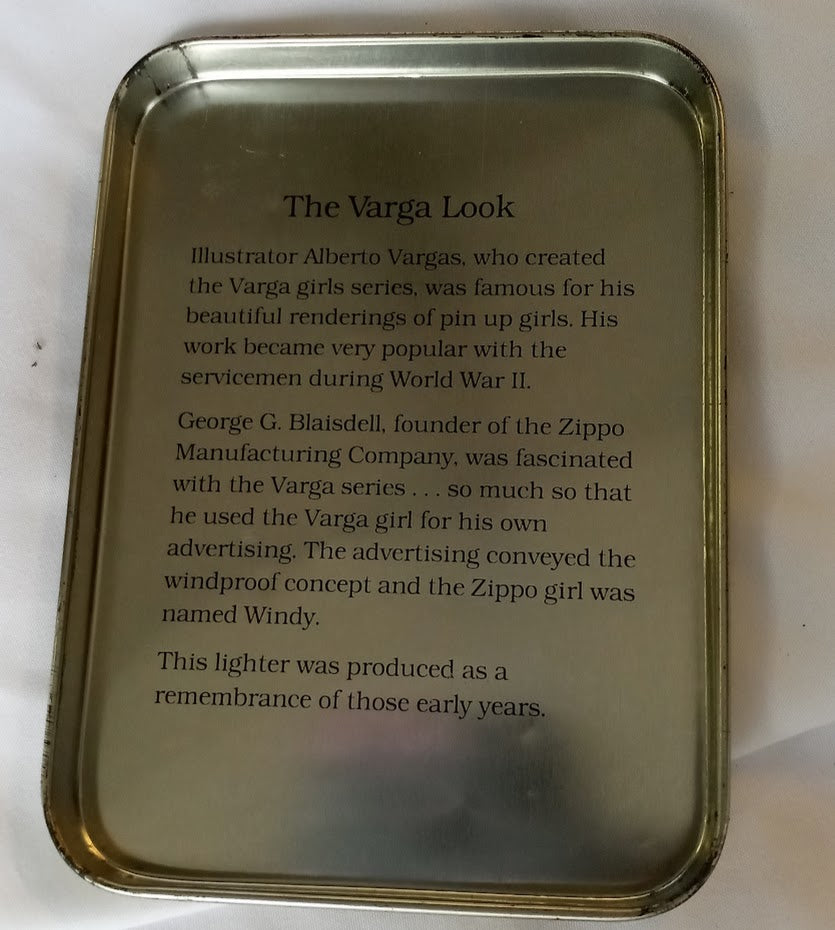 The Varga Look
Illustrator Alberto Vargas, who created
the Varga girls series, was famous for his
beautiful renderings of pin up girls. His
work became very popular with the
servicemen during World War II.
George G. Blaisdell, founder of the Zippo
Manufacturing Company, was fascinated
with the Varga series . . . so much so that
he used the Varga girl for his own
advertising. The advertising conveyed the
windproof concept and the Zippo girl was
named Windy.
This lighter was produced as a
remembrance of those early years.